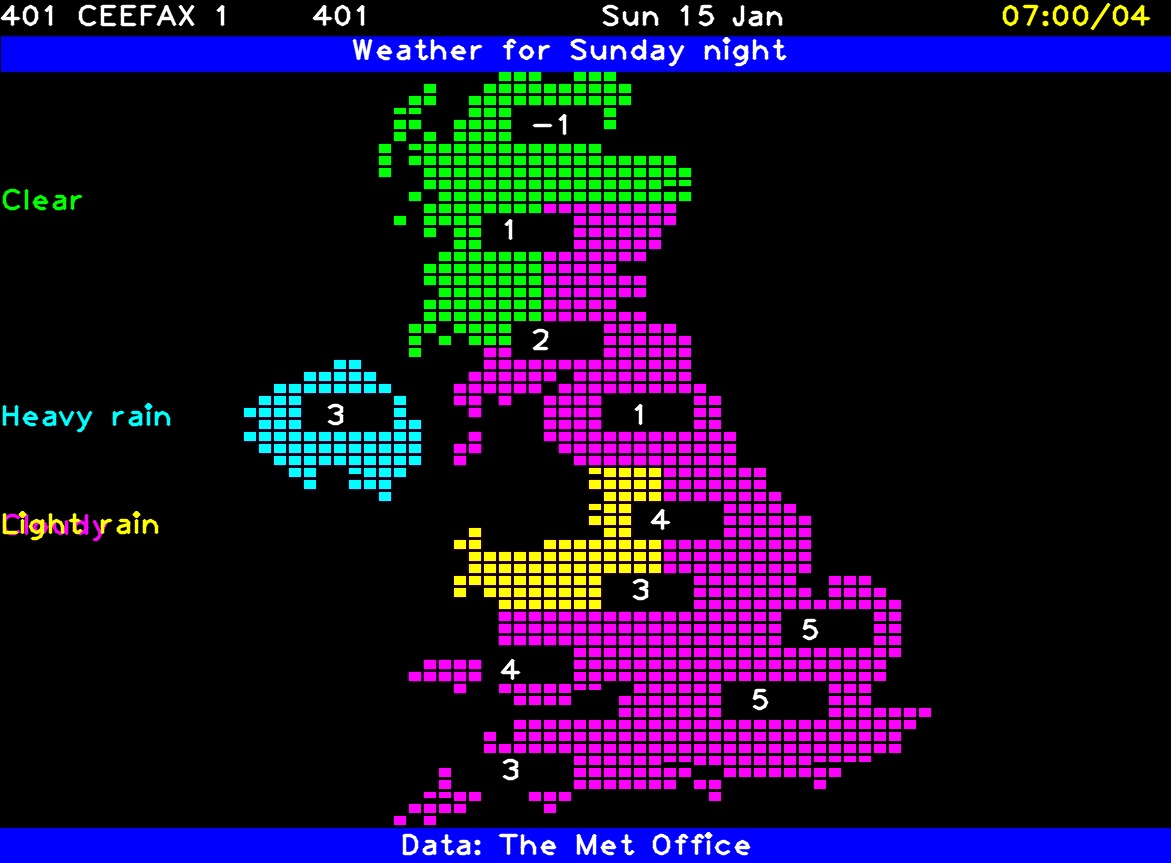 401 CEEFAX 1 401 Sun 15 Jan 07:00/04
Weather for Sunday night
-1
Clear
1
2
Heavy rain 3 1
Cloudy
Light rain 4
3
5
4
5
3
Data: The Met Office